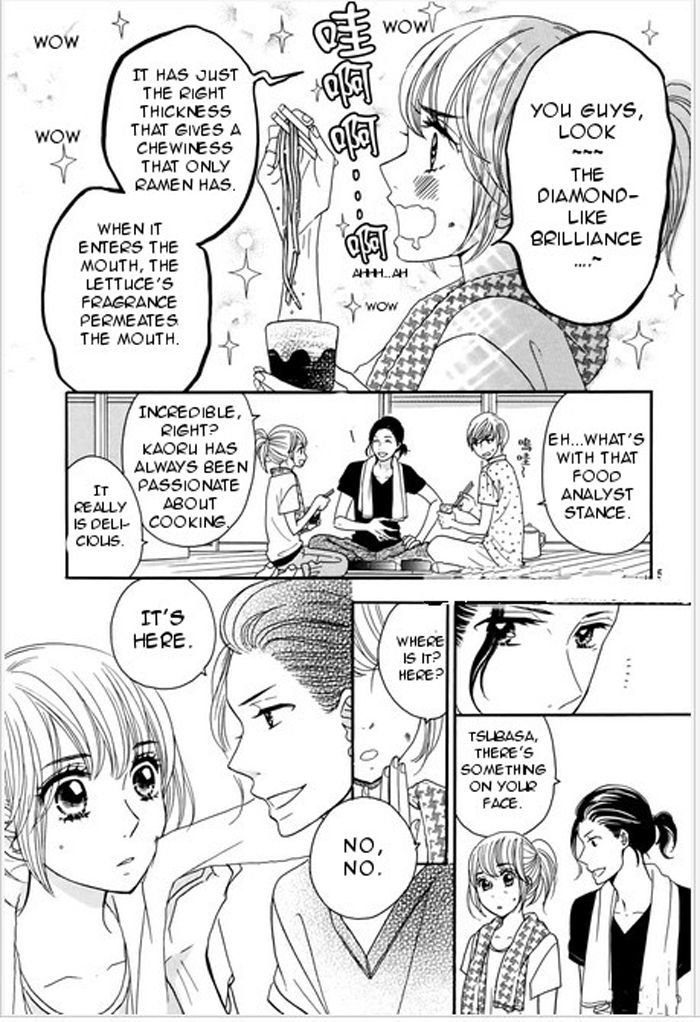 YOU GUYS,
LOOK
~~~
THE
DIAMOND-
LIKE
BRILLIANCE
....~
WOW
哇
啊
啊
啊
....
啊
AHHH...AH
WOW
WOW
WOW
IT HAS JUST
THE RIGHT
THICKNESS
THAT GIVES A
CHEWINESS
THAT ONLY
RAMEN HAS.
WHEN IT
ENTERS THE
MOUTH, THE
LETTUCE'S
FRAGRANCE
PERMEATES
THE MOUTH.
EH...WHAT'S
WITH THAT
FOOD
ANALYST
STANCE.
嗚哇~
INCREDIBLE,
RIGHT?
KAORU HAS
ALWAYS BEEN
PASSIONATE
ABOUT
COOKING.
IT
REALLY
IS DELI-
CIOUS.
5
......
TSUBASA,
THERE'S
SOMETHING
ON YOUR
FACE.
WHERE
IS IT?
HERE?
NO,
NO.
IT'S
HERE.